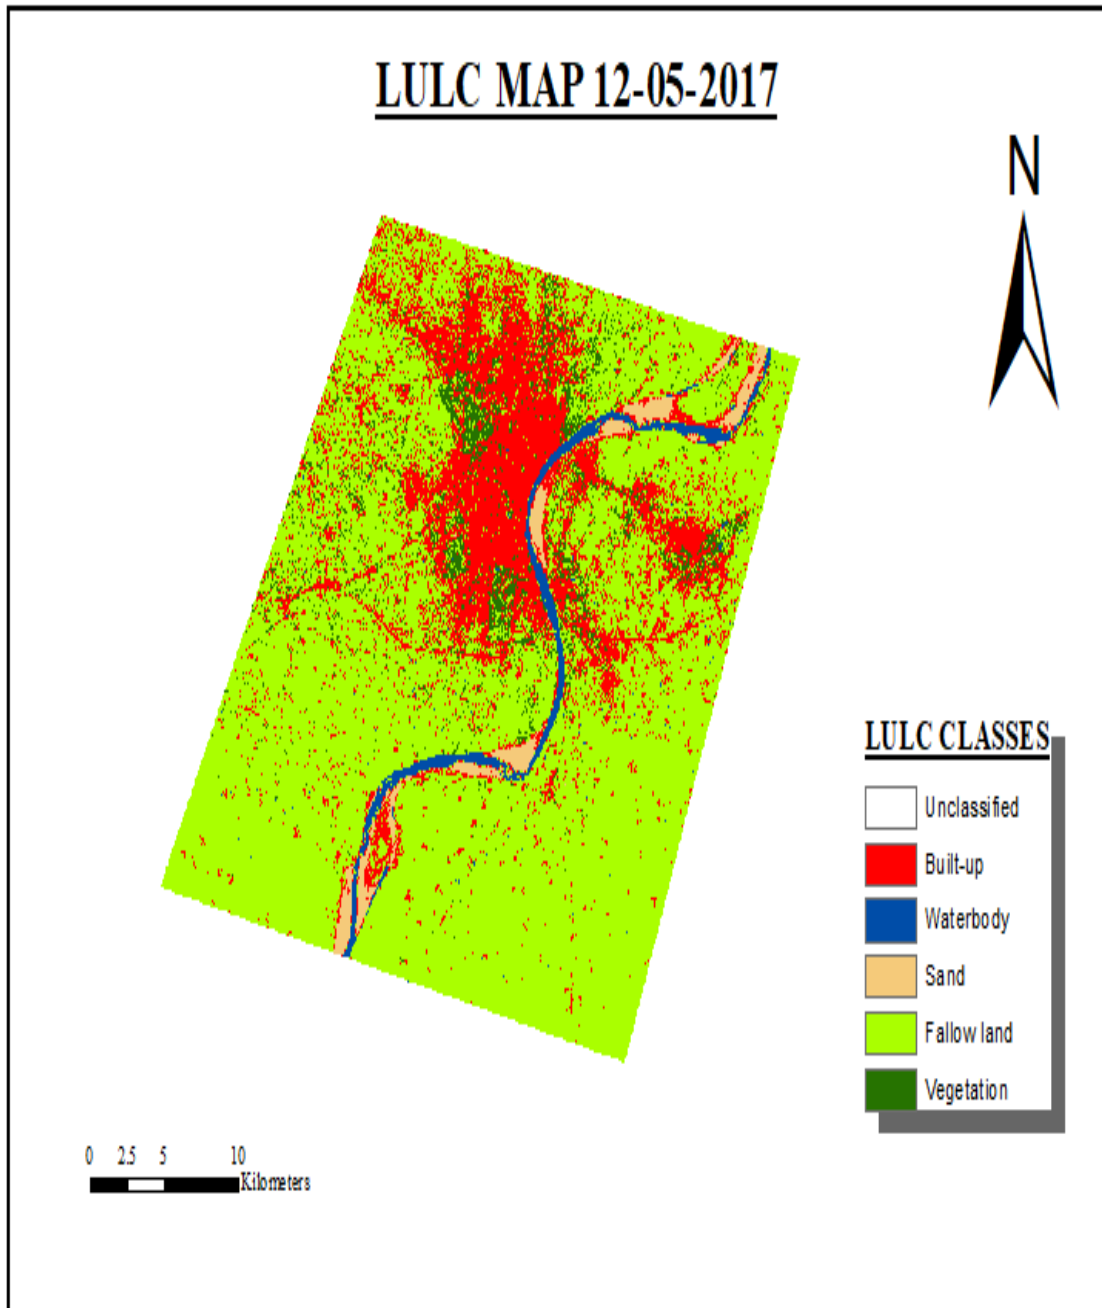 LULC MAP 12-05-2017
N
LULC CLASSES
Unclassified
Built-up
Waterbody
Sand
Fallow land
Vegetation
0 2.5 5 10
Kilometers